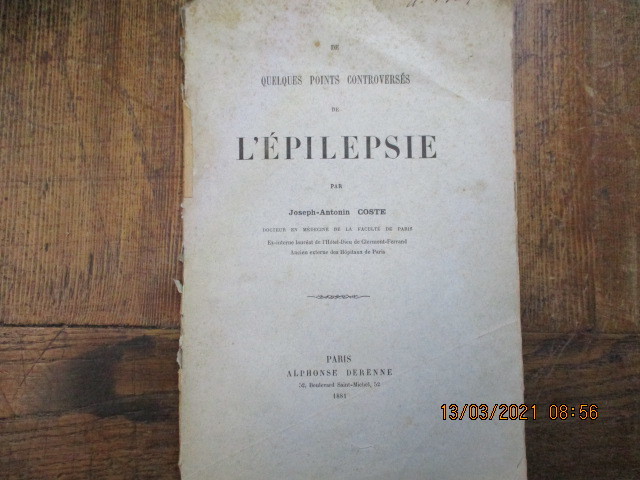 DE
QUELQUES POINTS CONTROVERSÉS
DE
L'ÉPILEPSIE
PAR
Joseph-Antonin COSTE
DOCTEUR EN MÉDECINE DE LA FACULTÉ DE PARIS
Ex-interne lauréat de l'Hôtel-Dieu de Clermont-Ferrand
Ancien externe des Hôpitaux de Paris
PARIS
ALPHONSE DERENNE
52, Boulevard Saint-Michel, 52
1881
13/03/2021 08:56